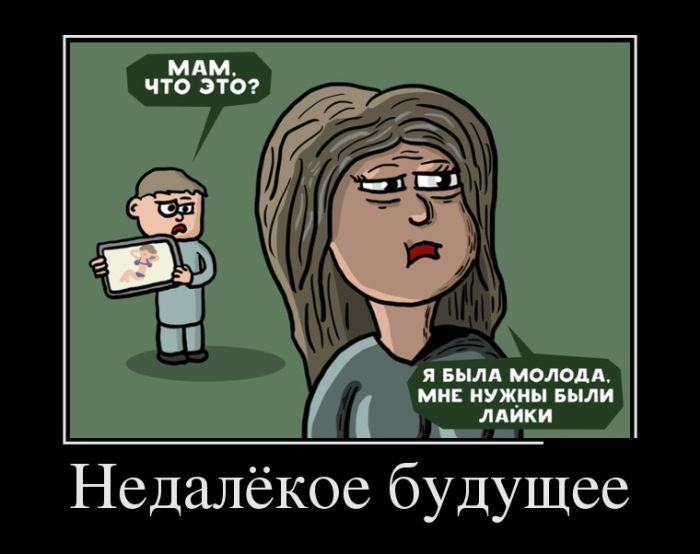 МАМ,
ЧТО ЭТО?
Я БЫЛА МОЛОДА,
МНЕ НУЖНЫ БЫЛИ
ЛАЙКИ
Недалёкое будущее